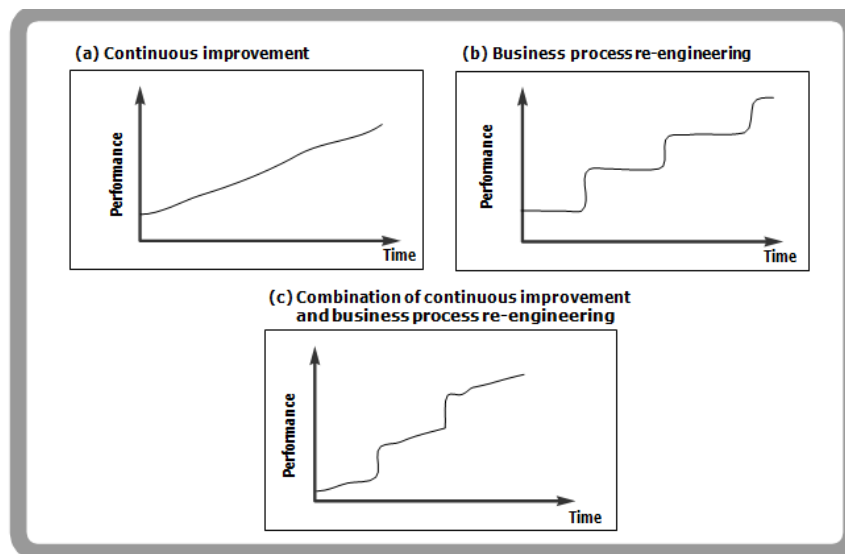 (a) Continuous improvement
Performance
Time
(b) Business process re-engineering
Performance
Time
(c) Combination of continuous improvement
and business process re-engineering
Performance
Time